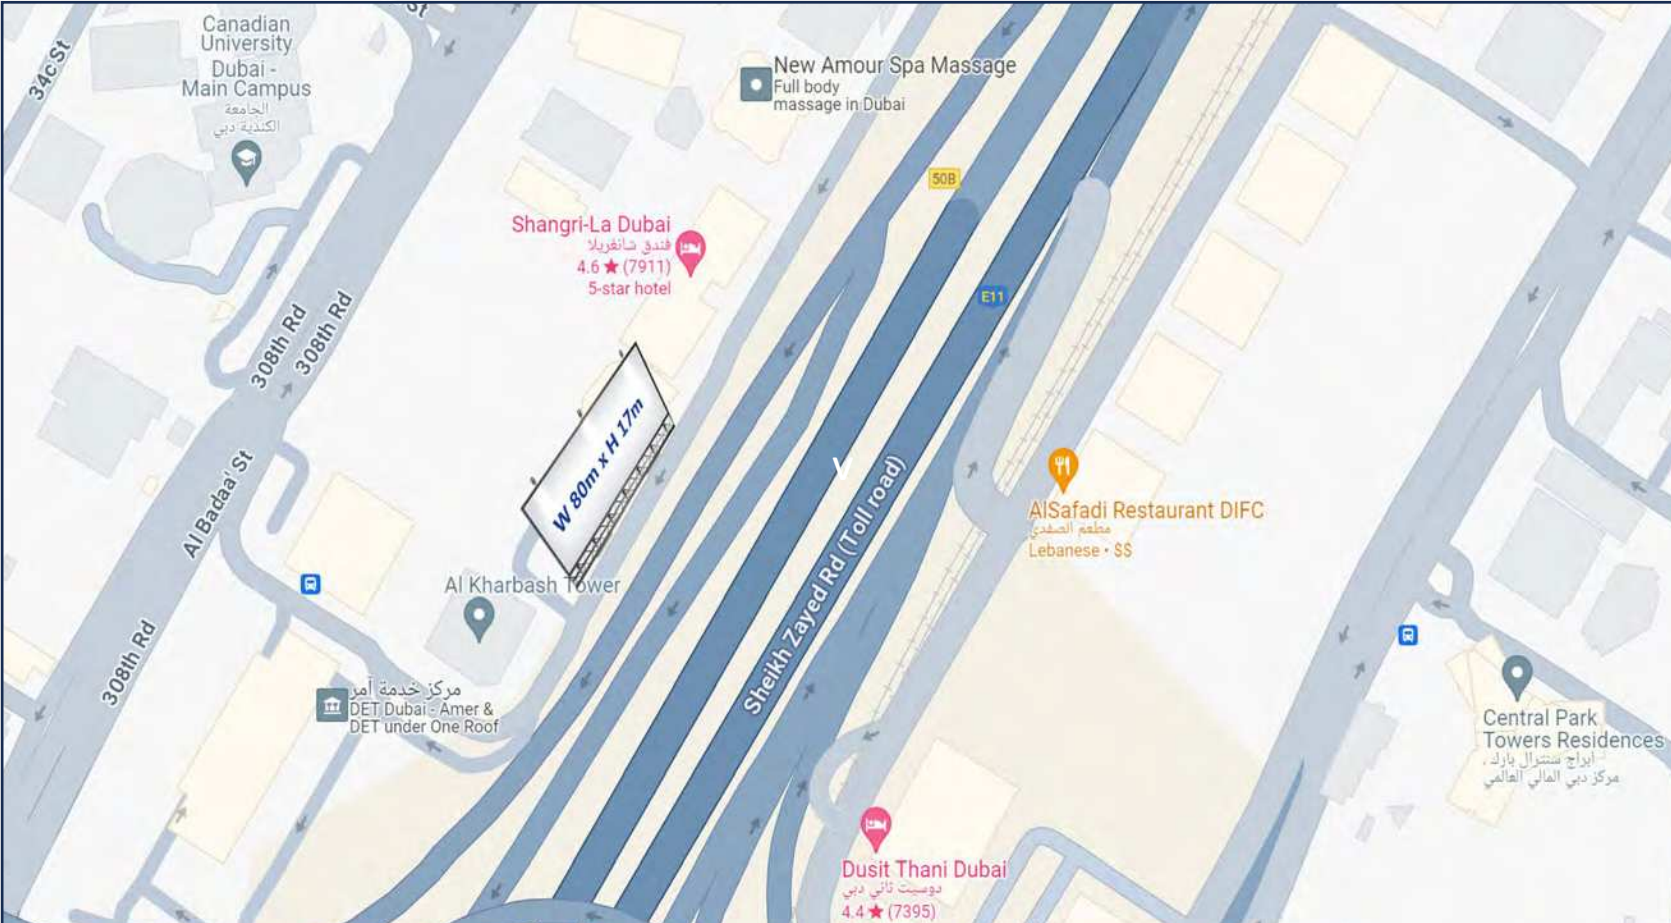 St
34c St
Canadian
University
Dubai -
Main Campus
الجامعة
الكندية دبي
New Amour Spa Massage
Full body
massage in Dubai
50B
Shangri-La Dubai
فندق شانغريلا
4.6 ★ (7911)
5-star hotel
E11
308th Rd
308th Rd
W 80m x H 17m
V
Al Badaa' St
Sheikh Zayed Rd (Toll road)
AlSafadi Restaurant DIFC
مطعم الصفدي
Lebanese • $$
Al Kharbash Tower
308th Rd
مركز خدمة آمر
DET Dubai - Amer &
DET under One Roof
Central Park
Towers Residences
أبراج سنترال بارك ،
مركز دبي المالي العالمي
Dusit Thani Dubai
دوسيت ثاني دبي
4.4 ★ (7395)